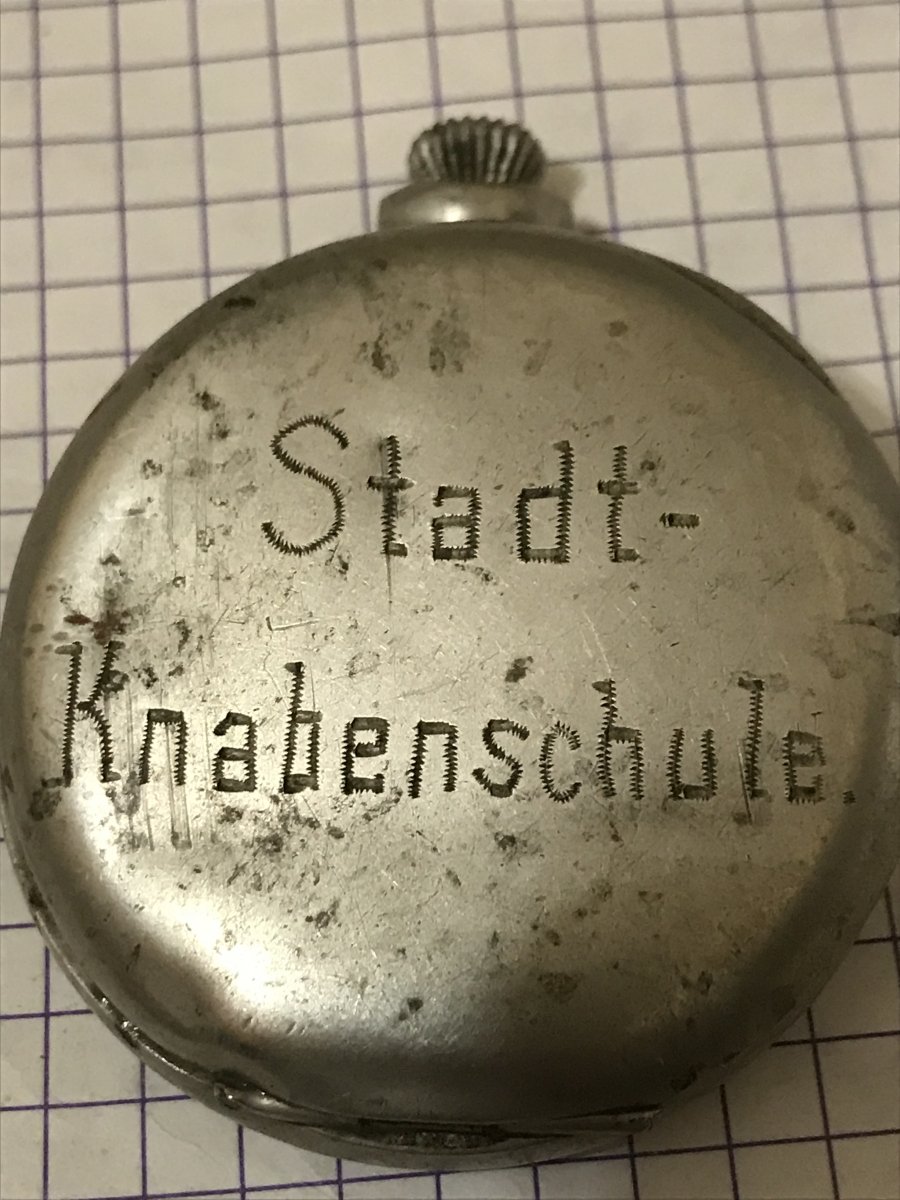 Stadt-
Knabenschule.